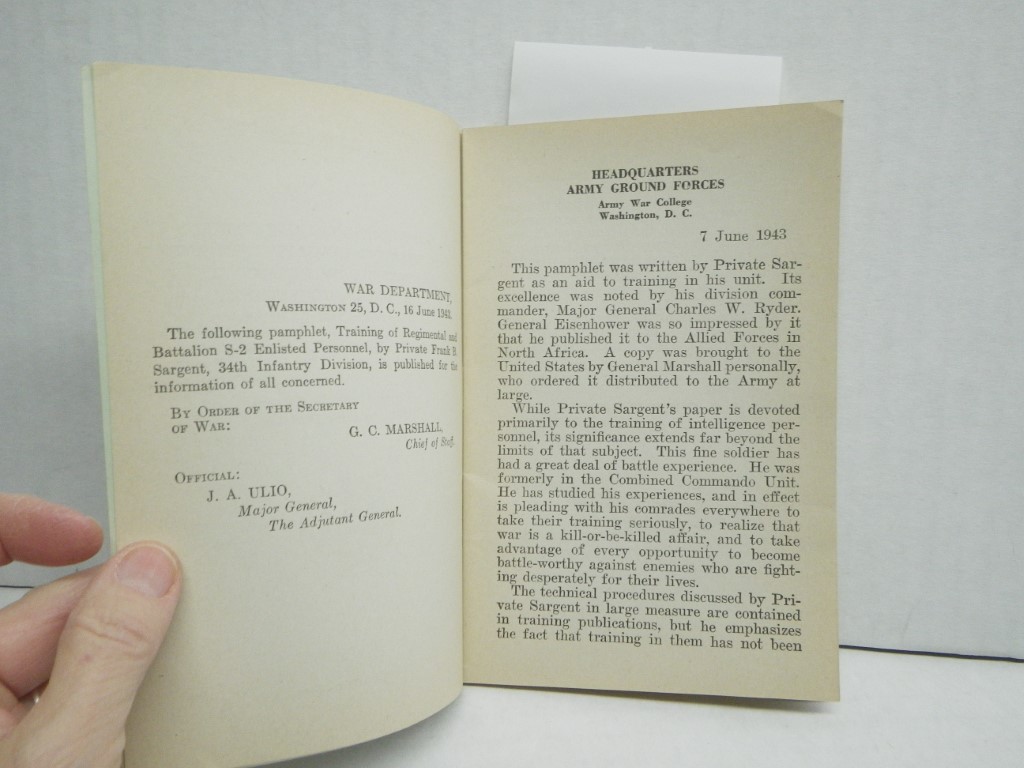 WAR DEPARTMENT,
WASHINGTON 25, D. C., 16 June 1943.
The following pamphlet, Training of Regimental and
Battalion S-2 Enlisted Personnel, by Private Frank B.
Sargent, 34th Infantry Division, is published for the
information of all concerned.
BY ORDER OF THE SECRETARY
OF WAR:
G. C. MARSHALL,
Chief of Staff.
OFFICIAL:
J. A. ULIO,
Major General,
The Adjutant General.
HEADQUARTERS
ARMY GROUND FORCES
Army War College
Washington, D. C.
7 June 1943
This pamphlet was written by Private Sar-
gent as an aid to training in his unit. Its
excellence was noted by his division com-
mander, Major General Charles W. Ryder.
General Eisenhower was so impressed by it
that he published it to the Allied Forces in
North Africa. A copy was brought to the
United States by General Marshall personally,
who ordered it distributed to the Army at
large.
While Private Sargent's paper is devoted
primarily to the training of intelligence per-
sonnel, its significance extends far beyond the
limits of that subject. This fine soldier has
had a great deal of battle experience. He was
formerly in the Combined Commando Unit.
He has studied his experiences, and in effect
is pleading with his comrades everywhere to
take their training seriously, to realize that
war is a kill-or-be-killed affair, and to take
advantage of every opportunity to become
battle-worthy against enemies who are fight-
ing desperately for their lives.
The technical procedures discussed by Pri-
vate Sargent in large measure are contained
in training publications, but he emphasizes
the fact that training in them has not been